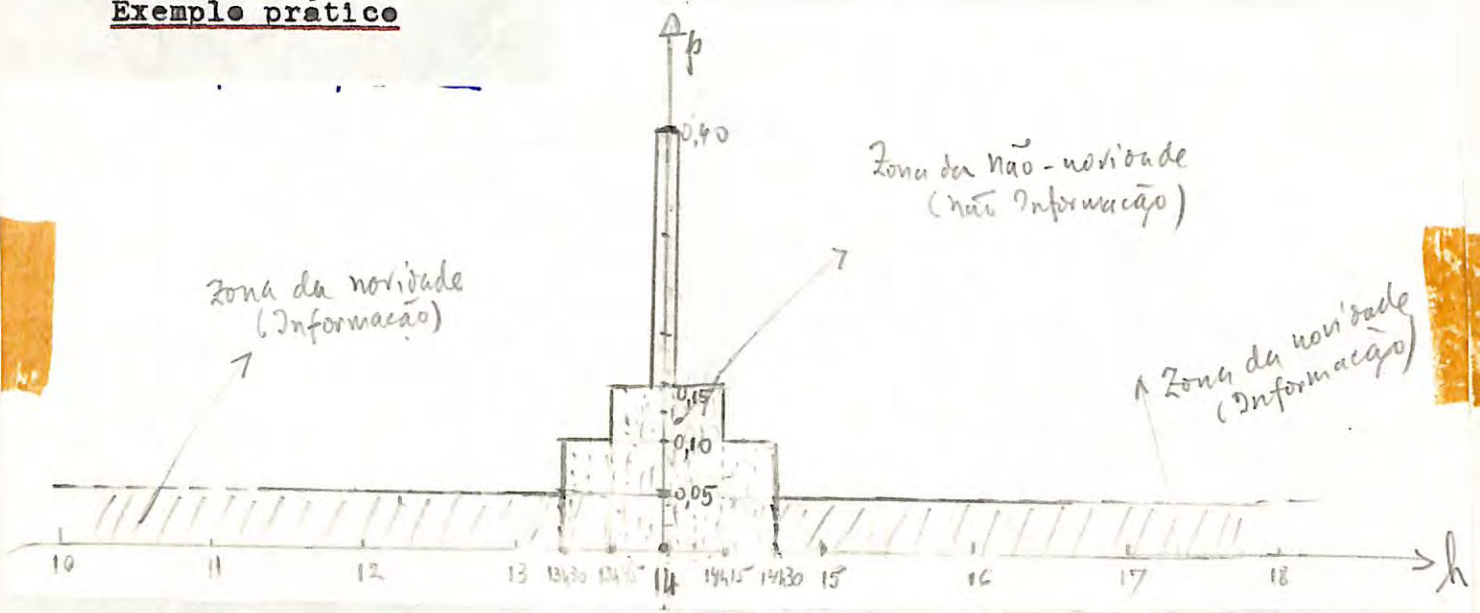 Exemplo prático
p
0,40
Zona da não-novidade
(não Informação)
Zona da novidade
(Informação)
Zona da novidade
(Informação)
0,15
0,10
0,05
10 11 12 13 13h30 13h45 14 14h15 14h30 15 16 17 18 h